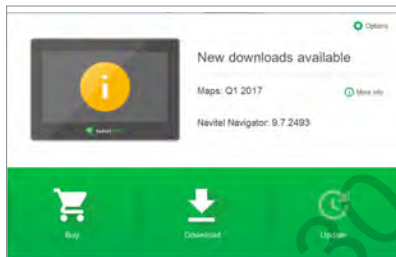 Options
New downloads available
Maps: Q1 2017
More info
Navitel Navigator: 9.7.2493
Buy
Download
Update